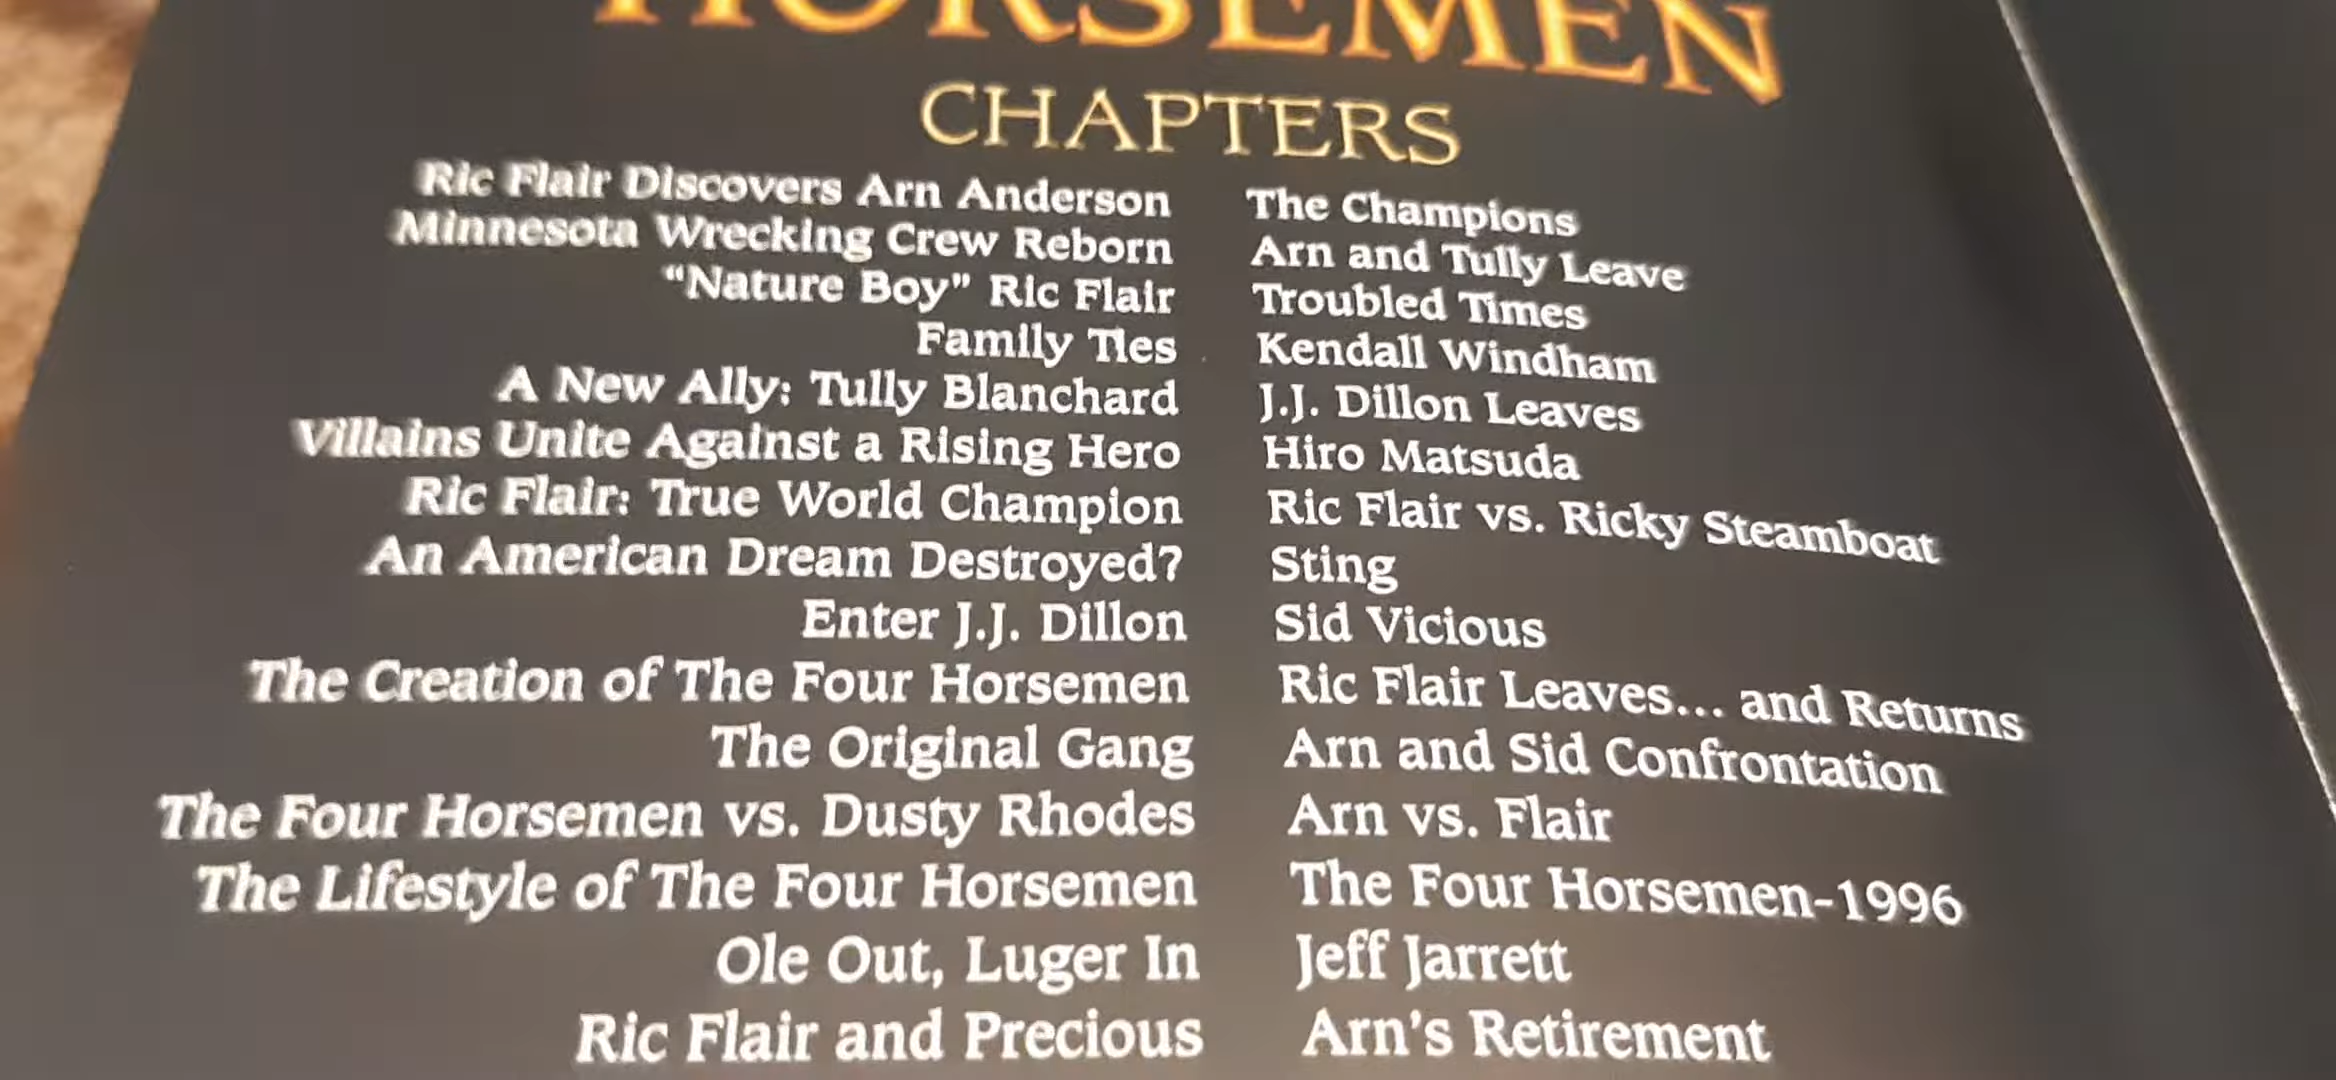 HORSEMEN
CHAPTERS
Ric Flair Discovers Arn Anderson
Minnesota Wrecking Crew Reborn
“Nature Boy” Ric Flair
Family Ties
A New Ally: Tully Blanchard
Villains Unite Against a Rising Hero
Ric Flair: True World Champion
An American Dream Destroyed?
Enter J.J. Dillon
The Creation of The Four Horsemen
The Original Gang
The Four Horsemen vs. Dusty Rhodes
The Lifestyle of The Four Horsemen
Ole Out, Luger In
Ric Flair and Precious
The Champions
Arn and Tully Leave
Troubled Times
Kendall Windham
J.J. Dillon Leaves
Hiro Matsuda
Ric Flair vs. Ricky Steamboat
Sting
Sid Vicious
Ric Flair Leaves... and Returns
Arn and Sid Confrontation
Arn vs. Flair
The Four Horsemen-1996
Jeff Jarrett
Arn's Retirement